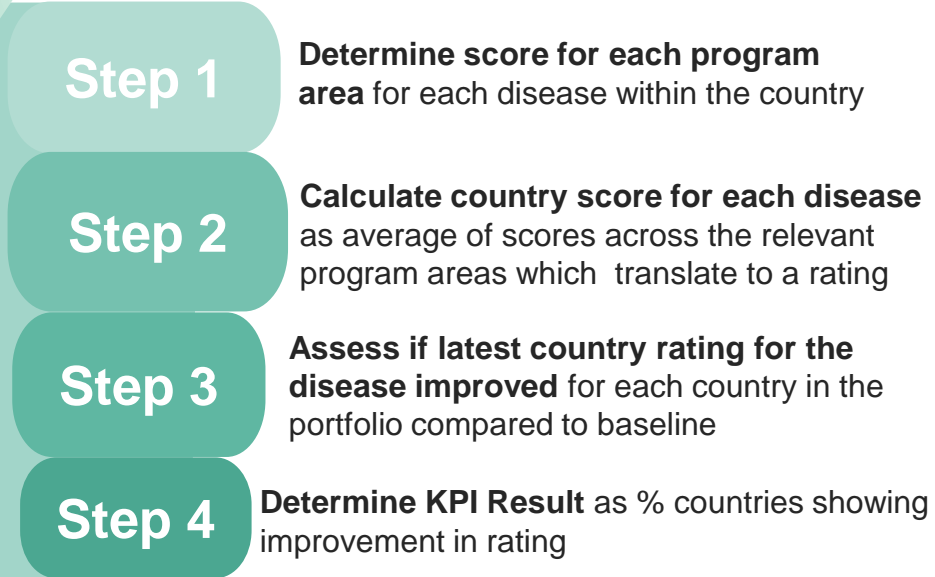 Step 1
Determine score for each program
area for each disease within the country
Step 2
Calculate country score for each disease
as average of scores across the relevant
program areas which  translate to a rating
Step 3
Assess if latest country rating for the
disease improved for each country in the
portfolio compared to baseline
Step 4
Determine KPI Result as % countries showing
improvement in rating